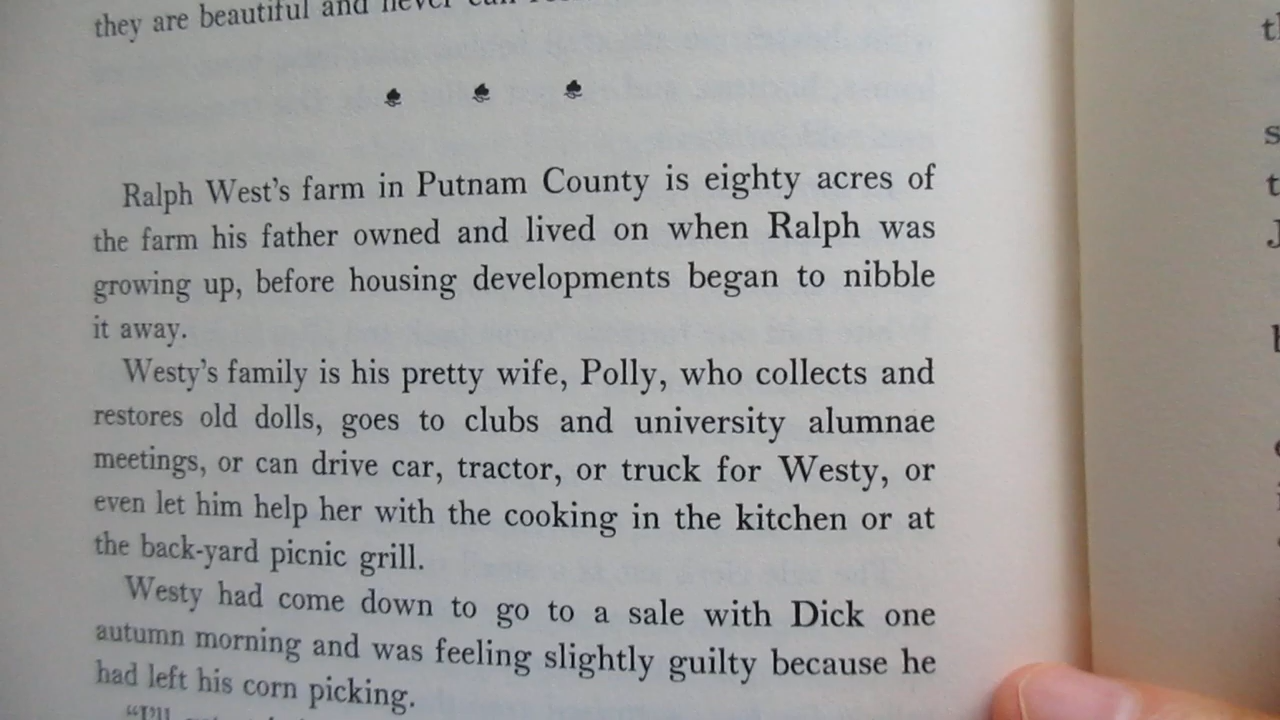 they are beautiful and never can
Ralph West's farm in Putnam County is eighty acres of
the farm his father owned and lived on when Ralph was
growing up, before housing developments began to nibble
it away.
Westy's family is his pretty wife, Polly, who collects and
restores old dolls, goes to clubs and university alumnae
meetings, or can drive car, tractor, or truck for Westy, or
even let him help her with the cooking in the kitchen or at
the back-yard picnic grill.
Westy had come down to go to a sale with Dick one
autumn morning and was feeling slightly guilty because he
had left his corn picking.
"I'll